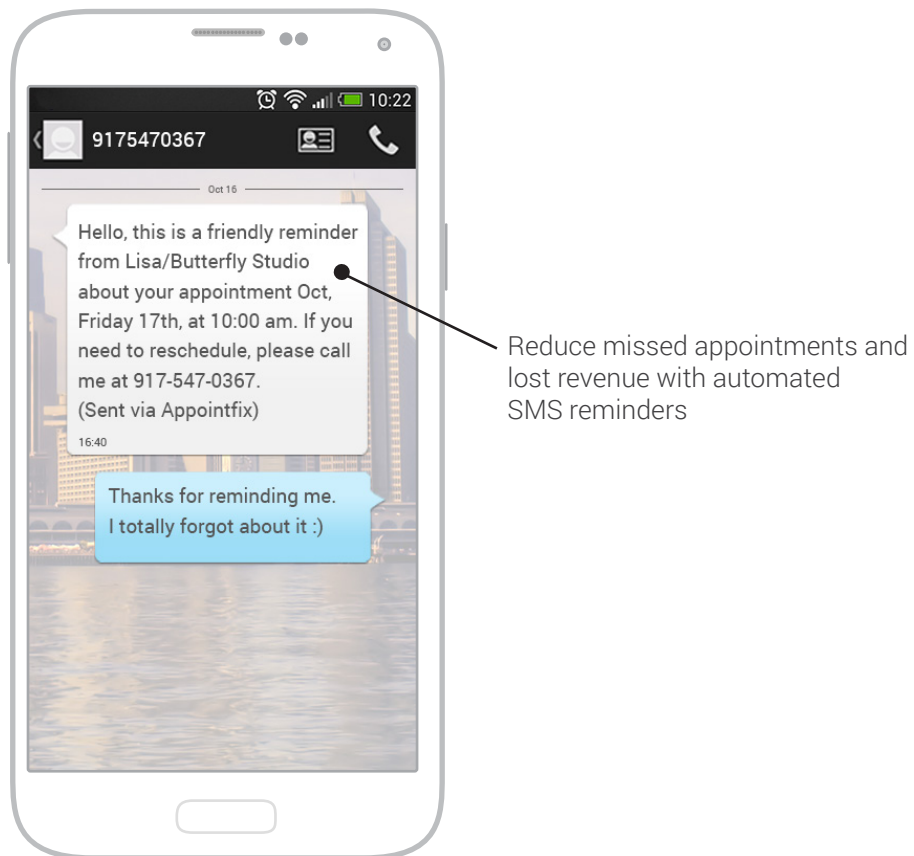 10:22
9175470367
Oct 16
Hello, this is a friendly reminder
from Lisa/Butterfly Studio
about your appointment Oct,
Friday 17th, at 10:00 am. If you
need to reschedule, please call
me at 917-547-0367.
(Sent via Appointfix)
16:40
Thanks for reminding me.
I totally forgot about it :)
Reduce missed appointments and
lost revenue with automated
SMS reminders